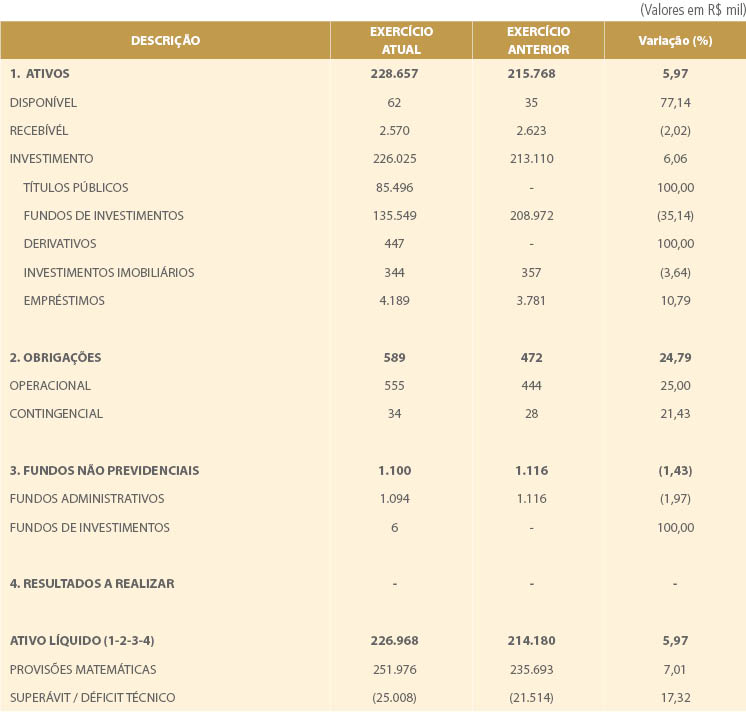 (Valores em R$ mil)
DESCRIÇÃO EXERCÍCIO ATUAL EXERCÍCIO ANTERIOR Variação (%)
1. ATIVOS 228.657 215.768 5,97
DISPONÍVEL 62 35 77,14
RECEBÍVÉL 2.570 2.623 (2,02)
INVESTIMENTO 226.025 213.110 6,06
TÍTULOS PÚBLICOS 85.496 - 100,00
FUNDOS DE INVESTIMENTOS 135.549 208.972 (35,14)
DERIVATIVOS 447 - 100,00
INVESTIMENTOS IMOBILIÁRIOS 344 357 (3,64)
EMPRÉSTIMOS 4.189 3.781 10,79
2. OBRIGAÇÕES 589 472 24,79
OPERACIONAL 555 444 25,00
CONTINGENCIAL 34 28 21,43
3. FUNDOS NÃO PREVIDENCIAIS 1.100 1.116 (1,43)
FUNDOS ADMINISTRATIVOS 1.094 1.116 (1,97)
FUNDOS DE INVESTIMENTOS 6 - 100,00
4. RESULTADOS A REALIZAR - - -
ATIVO LÍQUIDO (1-2-3-4) 226.968 214.180 5,97
PROVISÕES MATEMÁTICAS 251.976 235.693 7,01
SUPERÁVIT / DÉFICIT TÉCNICO (25.008) (21.514) 17,32